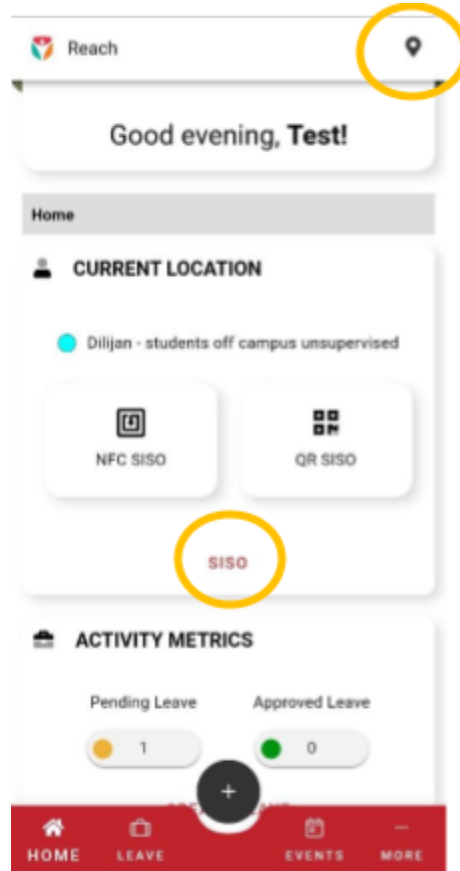 Reach
Good evening, Test!
Home
CURRENT LOCATION
Dilijan - students off campus unsupervised
NFC SISO QR SISO
SISO
ACTIVITY METRICS
Pending Leave Approved Leave
1 0
+
HOME LEAVE EVENTS MORE